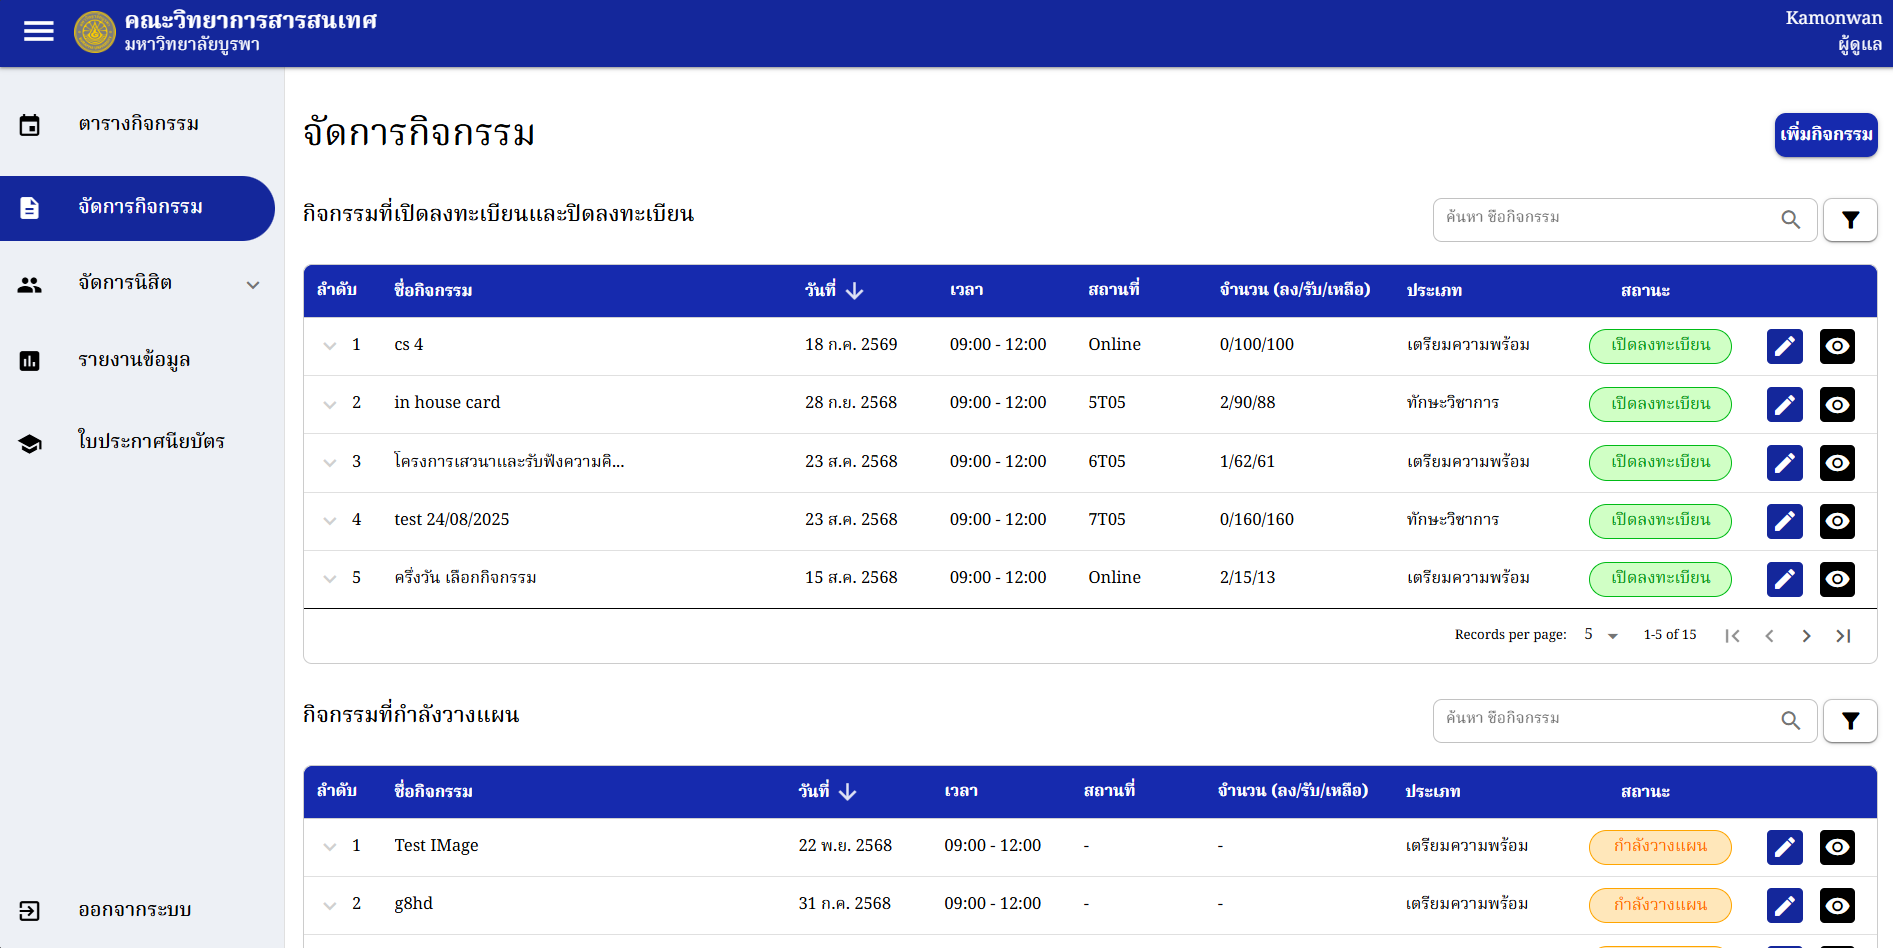 คณะวิทยาการสารสนเทศ
มหาวิทยาลัยบูรพา
Kamonwan
ผู้ดูแล
ตารางกิจกรรม
จัดการกิจกรรม
จัดการนิสิต
รายงานข้อมูล
ใบประกาศนียบัตร
ออกจากระบบ
จัดการกิจกรรม
เพิ่มกิจกรรม
กิจกรรมที่เปิดลงทะเบียนและปิดลงทะเบียน
ค้นหา ชื่อกิจกรรม
ลำดับ ชื่อกิจกรรม วันที่ เวลา สถานที่ จำนวน (ลง/รับ/เหลือ) ประเภท สถานะ
1 cs 4 18 ก.ค. 2569 09:00 - 12:00 Online 0/100/100 เตรียมความพร้อม เปิดลงทะเบียน
2 in house card 28 ก.ย. 2568 09:00 - 12:00 5T05 2/90/88 ทักษะวิชาการ เปิดลงทะเบียน
3 โครงการเสวนาและรับฟังความคิ... 23 ส.ค. 2568 09:00 - 12:00 6T05 1/62/61 เตรียมความพร้อม เปิดลงทะเบียน
4 test 24/08/2025 23 ส.ค. 2568 09:00 - 12:00 7T05 0/160/160 ทักษะวิชาการ เปิดลงทะเบียน
5 ครึ่งวัน เลือกกิจกรรม 15 ส.ค. 2568 09:00 - 12:00 Online 2/15/13 เตรียมความพร้อม เปิดลงทะเบียน
Records per page: 5 1-5 of 15
กิจกรรมที่กำลังวางแผน
ค้นหา ชื่อกิจกรรม
ลำดับ ชื่อกิจกรรม วันที่ เวลา สถานที่ จำนวน (ลง/รับ/เหลือ) ประเภท สถานะ
1 Test IMage 22 พ.ย. 2568 09:00 - 12:00 - - เตรียมความพร้อม กำลังวางแผน
2 g8hd 31 ก.ค. 2568 09:00 - 12:00 - - เตรียมความพร้อม กำลังวางแผน